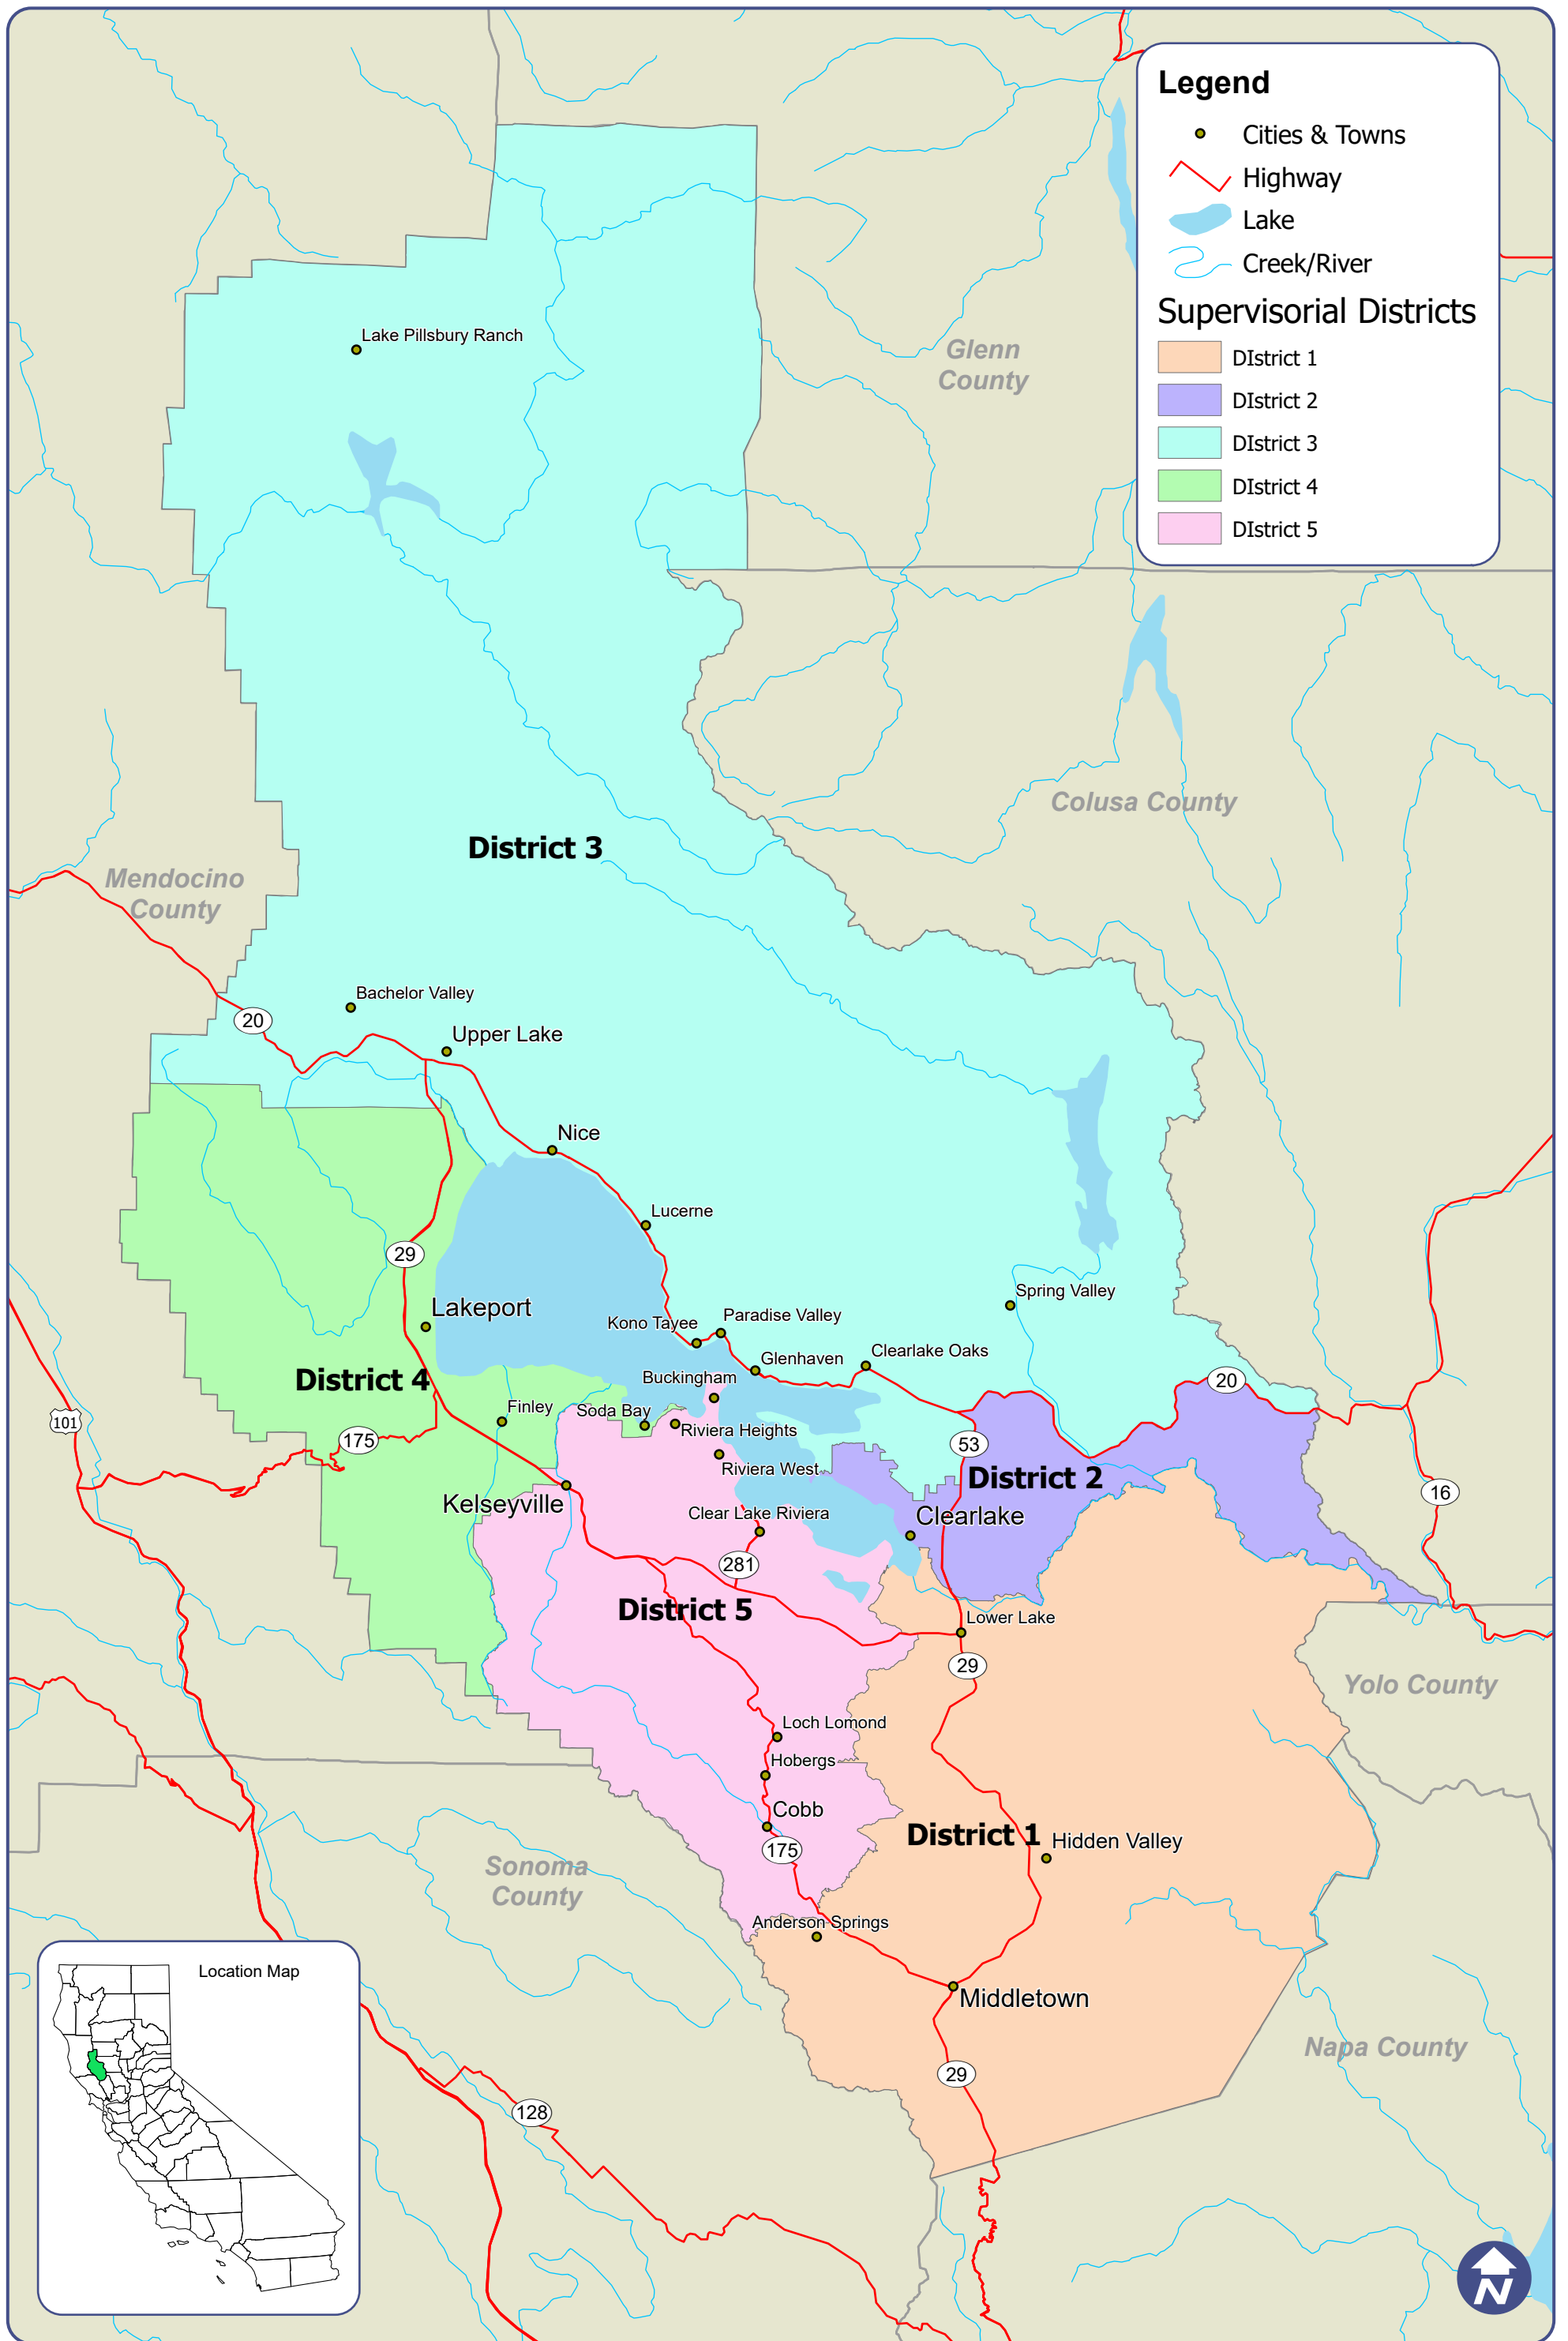 Legend
Cities & Towns
Highway
Lake
Creek/River
Supervisorial Districts
DIstrict 1
DIstrict 2
DIstrict 3
DIstrict 4
DIstrict 5
Lake Pillsbury Ranch
Glenn
County
Colusa County
District 3
Mendocino
County
Bachelor Valley
20
Upper Lake
Nice
Lucerne
29
Spring Valley
Lakeport
Paradise Valley
Kono Tayee
Clearlake Oaks
Glenhaven
District 4
Buckingham
20
Finley
Soda Bay
101
Riviera Heights
175
53
Riviera West
District 2
16
Kelseyville
Clear Lake Riviera
Clearlake
281
District 5
Lower Lake
29
Yolo County
Loch Lomond
Hobergs
Cobb
District 1
Hidden Valley
175
Sonoma
County
Anderson Springs
Location Map
Middletown
Napa County
29
128
N